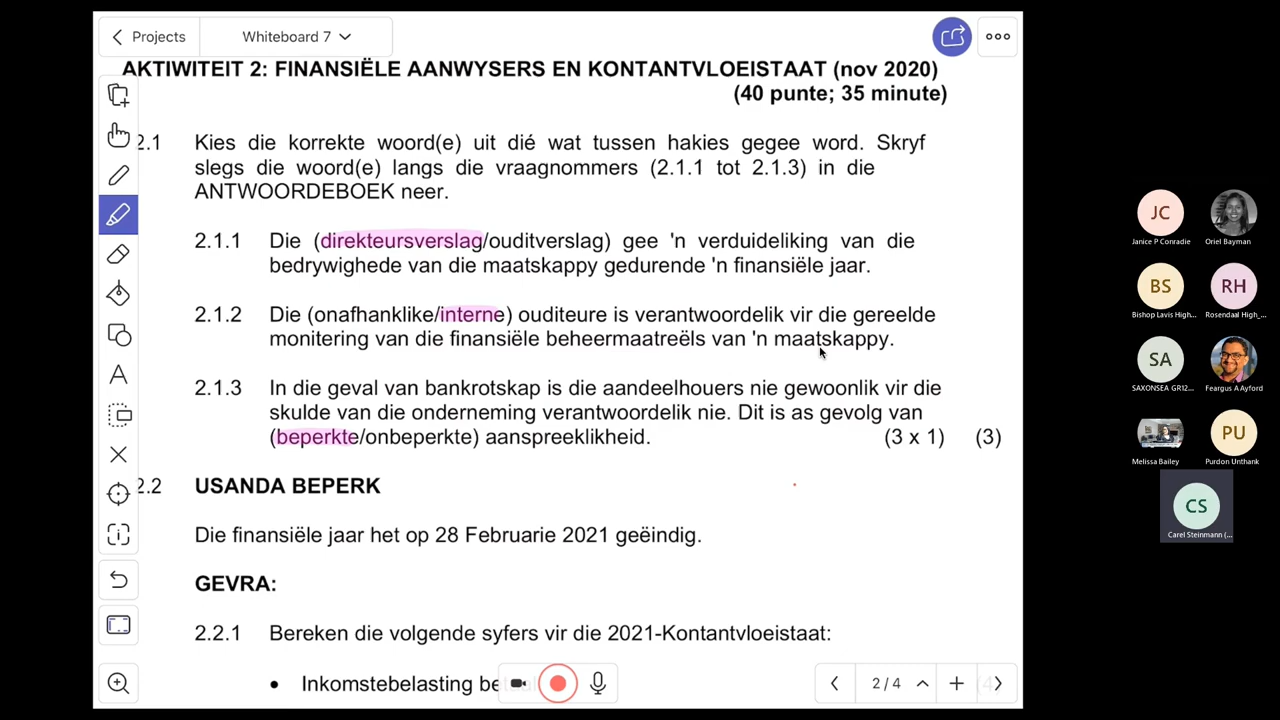 Projects
Whiteboard 7
AKTIWITEIT 2: FINANSIËLE AANWYSERS EN KONTANTVLOEISTAAT (nov 2020)
(40 punte; 35 minute)
2.1 Kies die korrekte woord(e) uit dié wat tussen hakies gegee word. Skryf
slegs die woord(e) langs die vraagnommers (2.1.1 tot 2.1.3) in die
ANTWOORDEBOEK neer.
2.1.1 Die (direkteursverslag/ouditverslag) gee 'n verduideliking van die
bedrywighede van die maatskappy gedurende 'n finansiële jaar.
2.1.2 Die (onafhanklike/interne) ouditeure is verantwoordelik vir die gereelde
monitering van die finansiële beheermaatreëls van 'n maatskappy.
2.1.3 In die geval van bankrotskap is die aandeelhouers nie gewoonlik vir die
skulde van die onderneming verantwoordelik nie. Dit is as gevolg van
(beperkte/onbeperkte) aanspreeklikheid. (3 x 1) (3)
2.2 USANDA BEPERK
Die finansiële jaar het op 28 Februarie 2021 geëindig.
GEVRA:
2.2.1 Bereken die volgende syfers vir die 2021-Kontantvloeistaat:
• Inkomstebelasting
2/4
JC
Janice P Conradie
Oriel Bayman
BS
Bishop Lavis High...
RH
Rosendaal High_...
SA
SAXONSEA GR12...
Feargus A Ayford
Melissa Bailey
PU
Purdon Unthank
CS
Carel Steinmann (...